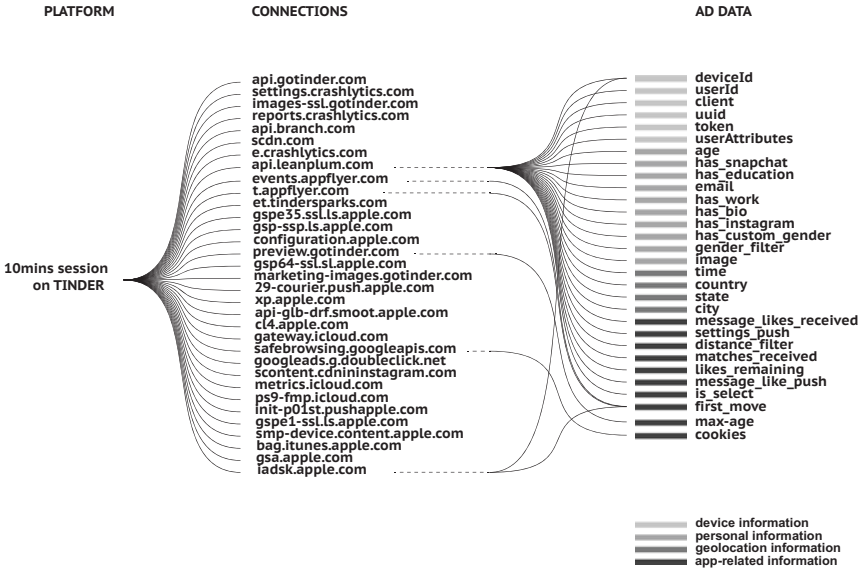 PLATFORM
CONNECTIONS
AD DATA
10mins session
on TINDER
api.gotinder.com
settings.crashlytics.com
images-ssl.gotinder.com
reports.crashlytics.com
api.branch.com
scdn.com
e.crashlytics.com
api.leanplum.com
events.appflyer.com
t.appflyer.com
et.tindersparks.com
gspe35.ssl.ls.apple.com
gsp-ssp.ls.apple.com
configuration.apple.com
preview.gotinder.com
gsp64-ssl.sl.apple.com
marketing-images.gotinder.com
29-courier.push.apple.com
xp.apple.com
api-glb-drf.smoot.apple.com
cl4.apple.com
gateway.icloud.com
safebrowsing.googleapis.com
googleads.g.doubleclick.net
scontent.cdnininstagram.com
metrics.icloud.com
ps9-fmp.icloud.com
init-p01st.pushapple.com
gspe1-ssl.ls.apple.com
smp-device.content.apple.com
bag.itunes.apple.com
gsa.apple.com
iadsk.apple.com
deviceId
userId
client
uuid
token
userAttributes
age
has_snapchat
has_education
email
has_work
has_bio
has_instagram
has_custom_gender
gender_filter
image
time
country
state
city
message_likes_received
settings_push
distance_filter
matches_received
likes_remaining
message_like_push
is_select
first_move
max-age
cookies
device information
personal information
geolocation information
app-related information